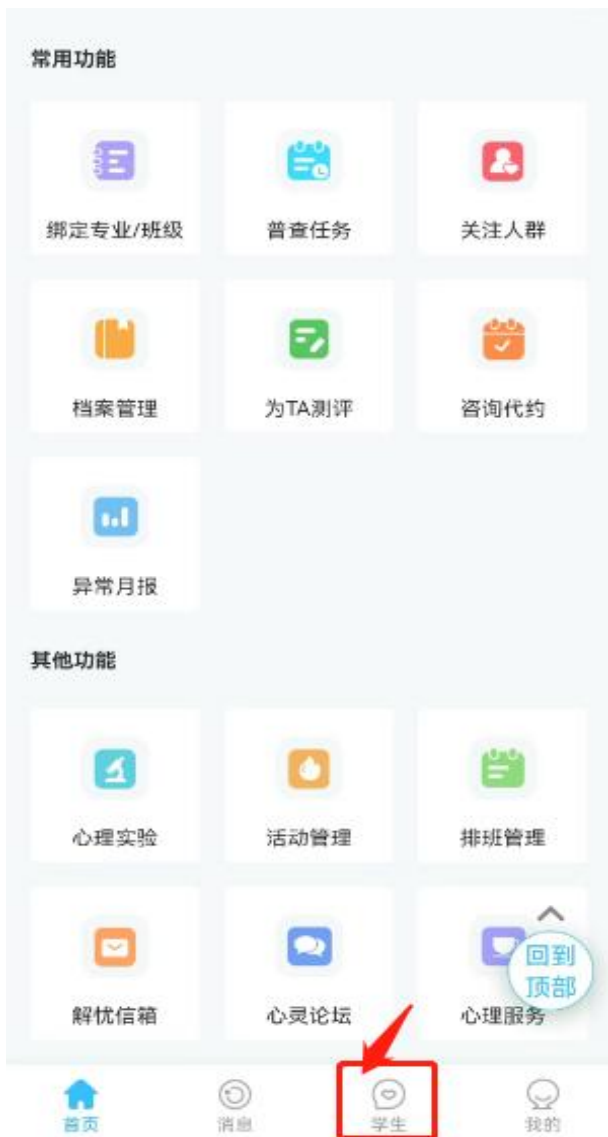 常用功能
绑定专业/班级
普查任务
关注人群
档案管理
为TA测评
咨询代约
异常月报
其他功能
心理实验
活动管理
排班管理
回到
顶部
解忧信箱
心灵论坛
心理服务
首页
消息
学生
我的